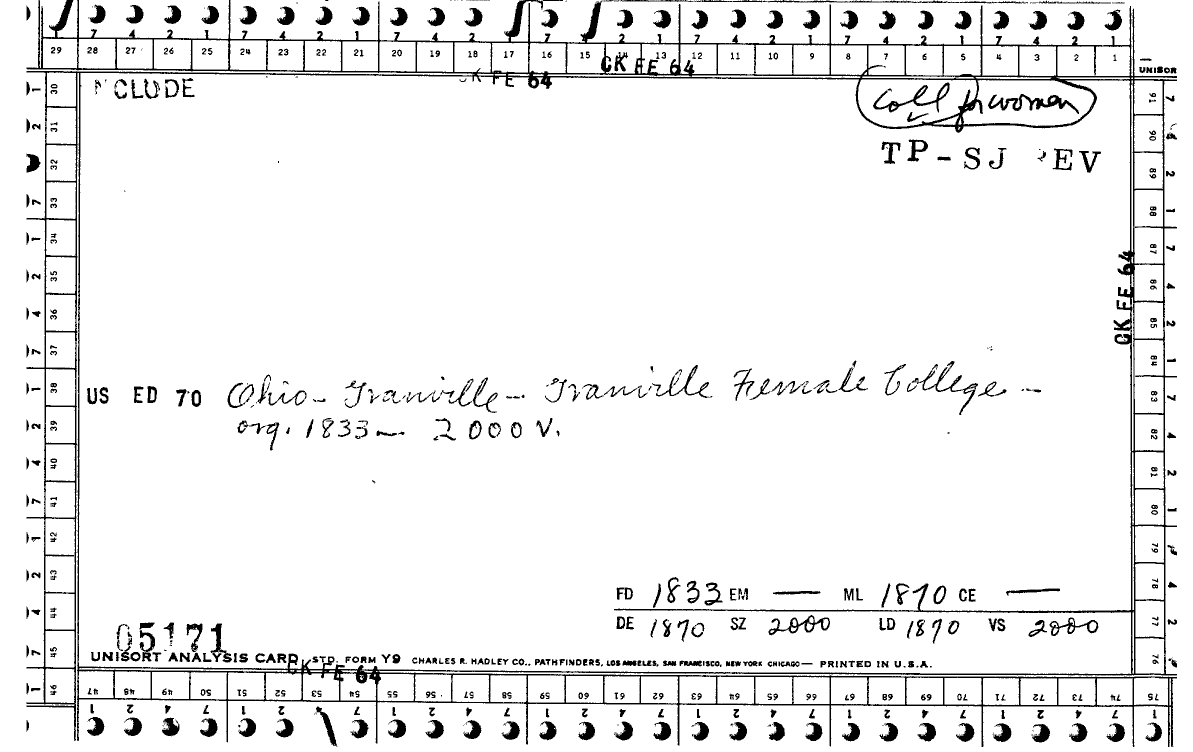 7 4 2 1 7 4 2 1 7 4 2 17 7 4 2 1 7 4 2 1 7 4 2 1
29 28 27 26 25 24 23 22 21 20 19 18 17 16 15 14 13 12 11 10 9 8 7 6 5 4 3 2 1
CK FE 64
CK FE 64
UNISORT
NCLUDE
Coll for women
TP-SJ REV
30 31 32 33 34 35 36 37 38 39 40 41 42 43 44 45 46
91 90 89 88 87 86 85 84 83 82 81 80 79 78 77 76
CK FE 64
US ED 70 Ohio - Granville - Granville Female College -
org. 1833 - 2000 V.
FD 1833 EM — ML 1870 CE —
DE 1870 SZ 2000 LD 1870 VS 2000
05171
UNISORT ANALYSIS CARD STD. FORM Y9 CHARLES R. HADLEY CO., PATHFINDERS, LOS ANGELES, SAN FRANCISCO, NEW YORK CHICAGO — PRINTED IN U.S.A.
CK FE 64
47 48 49 50 51 52 53 54 55 56 57 58 59 60 61 62 63 64 65 66 67 68 69 70 71 72 73 74 75